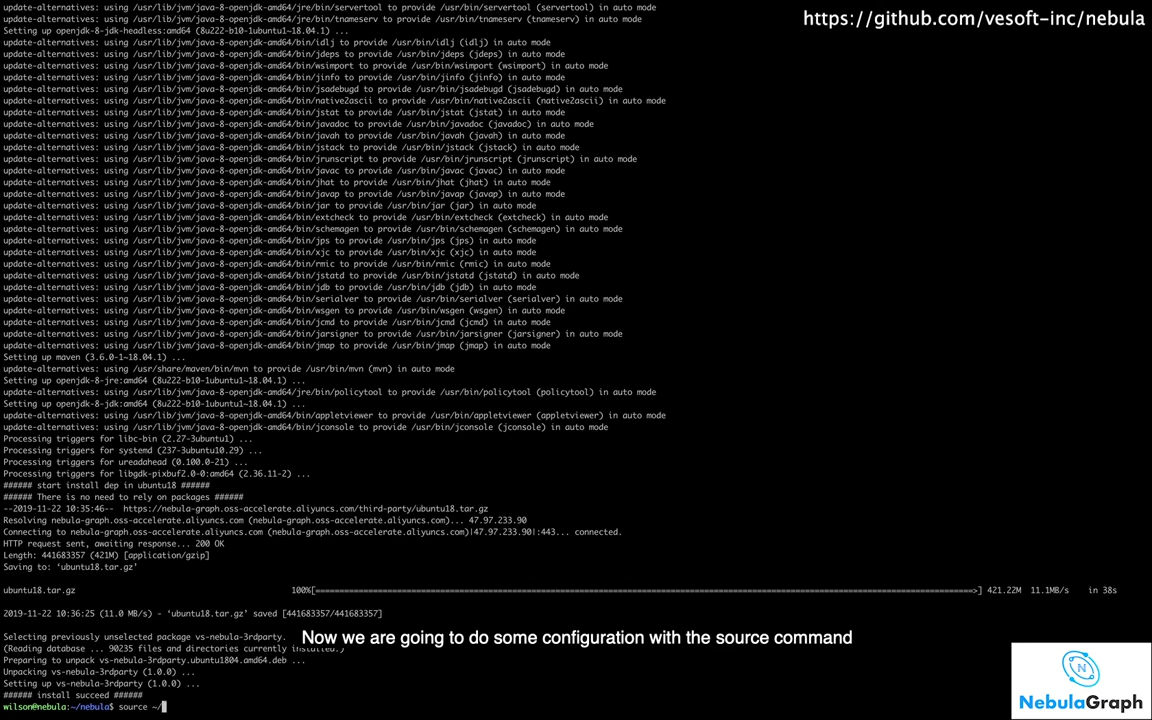 update-alternatives: using /usr/lib/jvm/java-8-openjdk-amd64/jre/bin/servertool to provide /usr/bin/servertool (servertool) in auto mode
update-alternatives: using /usr/lib/jvm/java-8-openjdk-amd64/jre/bin/tnameserv to provide /usr/bin/tnameserv (tnameserv) in auto mode
https://github.com/vesoft-inc/nebula
Setting up openjdk-8-jdk-headless:amd64 (8u222-b10-1ubuntu1~18.04.1) ...
update-alternatives: using /usr/lib/jvm/java-8-openjdk-amd64/bin/idlj to provide /usr/bin/idlj (idlj) in auto mode
update-alternatives: using /usr/lib/jvm/java-8-openjdk-amd64/bin/jdeps to provide /usr/bin/jdeps (jdeps) in auto mode
update-alternatives: using /usr/lib/jvm/java-8-openjdk-amd64/bin/wsimport to provide /usr/bin/wsimport (wsimport) in auto mode
update-alternatives: using /usr/lib/jvm/java-8-openjdk-amd64/bin/jinfo to provide /usr/bin/jinfo (jinfo) in auto mode
update-alternatives: using /usr/lib/jvm/java-8-openjdk-amd64/bin/jsadebugd to provide /usr/bin/jsadebugd (jsadebugd) in auto mode
update-alternatives: using /usr/lib/jvm/java-8-openjdk-amd64/bin/native2ascii to provide /usr/bin/native2ascii (native2ascii) in auto mode
update-alternatives: using /usr/lib/jvm/java-8-openjdk-amd64/bin/jstat to provide /usr/bin/jstat (jstat) in auto mode
update-alternatives: using /usr/lib/jvm/java-8-openjdk-amd64/bin/javadoc to provide /usr/bin/javadoc (javadoc) in auto mode
update-alternatives: using /usr/lib/jvm/java-8-openjdk-amd64/bin/javah to provide /usr/bin/javah (javah) in auto mode
update-alternatives: using /usr/lib/jvm/java-8-openjdk-amd64/bin/jstack to provide /usr/bin/jstack (jstack) in auto mode
update-alternatives: using /usr/lib/jvm/java-8-openjdk-amd64/bin/jrunscript to provide /usr/bin/jrunscript (jrunscript) in auto mode
update-alternatives: using /usr/lib/jvm/java-8-openjdk-amd64/bin/javac to provide /usr/bin/javac (javac) in auto mode
update-alternatives: using /usr/lib/jvm/java-8-openjdk-amd64/bin/jhat to provide /usr/bin/jhat (jhat) in auto mode
update-alternatives: using /usr/lib/jvm/java-8-openjdk-amd64/bin/javap to provide /usr/bin/javap (javap) in auto mode
update-alternatives: using /usr/lib/jvm/java-8-openjdk-amd64/bin/jar to provide /usr/bin/jar (jar) in auto mode
update-alternatives: using /usr/lib/jvm/java-8-openjdk-amd64/bin/extcheck to provide /usr/bin/extcheck (extcheck) in auto mode
update-alternatives: using /usr/lib/jvm/java-8-openjdk-amd64/bin/schemagen to provide /usr/bin/schemagen (schemagen) in auto mode
update-alternatives: using /usr/lib/jvm/java-8-openjdk-amd64/bin/jps to provide /usr/bin/jps (jps) in auto mode
update-alternatives: using /usr/lib/jvm/java-8-openjdk-amd64/bin/xjc to provide /usr/bin/xjc (xjc) in auto mode
update-alternatives: using /usr/lib/jvm/java-8-openjdk-amd64/bin/rmic to provide /usr/bin/rmic (rmic) in auto mode
update-alternatives: using /usr/lib/jvm/java-8-openjdk-amd64/bin/jstatd to provide /usr/bin/jstatd (jstatd) in auto mode
update-alternatives: using /usr/lib/jvm/java-8-openjdk-amd64/bin/jdb to provide /usr/bin/jdb (jdb) in auto mode
update-alternatives: using /usr/lib/jvm/java-8-openjdk-amd64/bin/serialver to provide /usr/bin/serialver (serialver) in auto mode
update-alternatives: using /usr/lib/jvm/java-8-openjdk-amd64/bin/wsgen to provide /usr/bin/wsgen (wsgen) in auto mode
update-alternatives: using /usr/lib/jvm/java-8-openjdk-amd64/bin/jcmd to provide /usr/bin/jcmd (jcmd) in auto mode
update-alternatives: using /usr/lib/jvm/java-8-openjdk-amd64/bin/jarsigner to provide /usr/bin/jarsigner (jarsigner) in auto mode
update-alternatives: using /usr/lib/jvm/java-8-openjdk-amd64/bin/jmap to provide /usr/bin/jmap (jmap) in auto mode
Setting up maven (3.6.0-1~18.04.1) ...
update-alternatives: using /usr/share/maven/bin/mvn to provide /usr/bin/mvn (mvn) in auto mode
Setting up openjdk-8-jre:amd64 (8u222-b10-1ubuntu1~18.04.1) ...
update-alternatives: using /usr/lib/jvm/java-8-openjdk-amd64/jre/bin/policytool to provide /usr/bin/policytool (policytool) in auto mode
Setting up openjdk-8-jdk:amd64 (8u222-b10-1ubuntu1~18.04.1) ...
update-alternatives: using /usr/lib/jvm/java-8-openjdk-amd64/bin/appletviewer to provide /usr/bin/appletviewer (appletviewer) in auto mode
update-alternatives: using /usr/lib/jvm/java-8-openjdk-amd64/bin/jconsole to provide /usr/bin/jconsole (jconsole) in auto mode
Processing triggers for libc-bin (2.27-3ubuntu1) ...
Processing triggers for systemd (237-3ubuntu10.29) ...
Processing triggers for ureadahead (0.100.0-21) ...
Processing triggers for libgdk-pixbuf2.0-0:amd64 (2.36.11-2) ...
###### start install dep in ubuntu18 ######
###### There is no need to rely on packages ######
--2019-11-22 10:35:46--  https://nebula-graph.oss-accelerate.aliyuncs.com/third-party/ubuntu18.tar.gz
Resolving nebula-graph.oss-accelerate.aliyuncs.com (nebula-graph.oss-accelerate.aliyuncs.com)... 47.97.233.90
Connecting to nebula-graph.oss-accelerate.aliyuncs.com (nebula-graph.oss-accelerate.aliyuncs.com)|47.97.233.90|:443... connected.
HTTP request sent, awaiting response... 200 OK
Length: 441683357 (421M) [application/gzip]
Saving to: ‘ubuntu18.tar.gz’
ubuntu18.tar.gz 100%[=====================================================>] 421.22M 11.1MB/s in 38s
2019-11-22 10:36:25 (11.0 MB/s) - ‘ubuntu18.tar.gz’ saved [441683357/441683357]
Selecting previously unselected package vs-nebula-3rdparty.
Now we are going to do some configuration with the source command
(Reading database ... 90235 files and directories currently installed.)
Preparing to unpack vs-nebula-3rdparty.ubuntu1804.amd64.deb ...
Unpacking vs-nebula-3rdparty (1.0.0) ...
Setting up vs-nebula-3rdparty (1.0.0) ...
###### install succeed ######
wilson@nebula:~/nebula$ source ~/
N
NebulaGraph